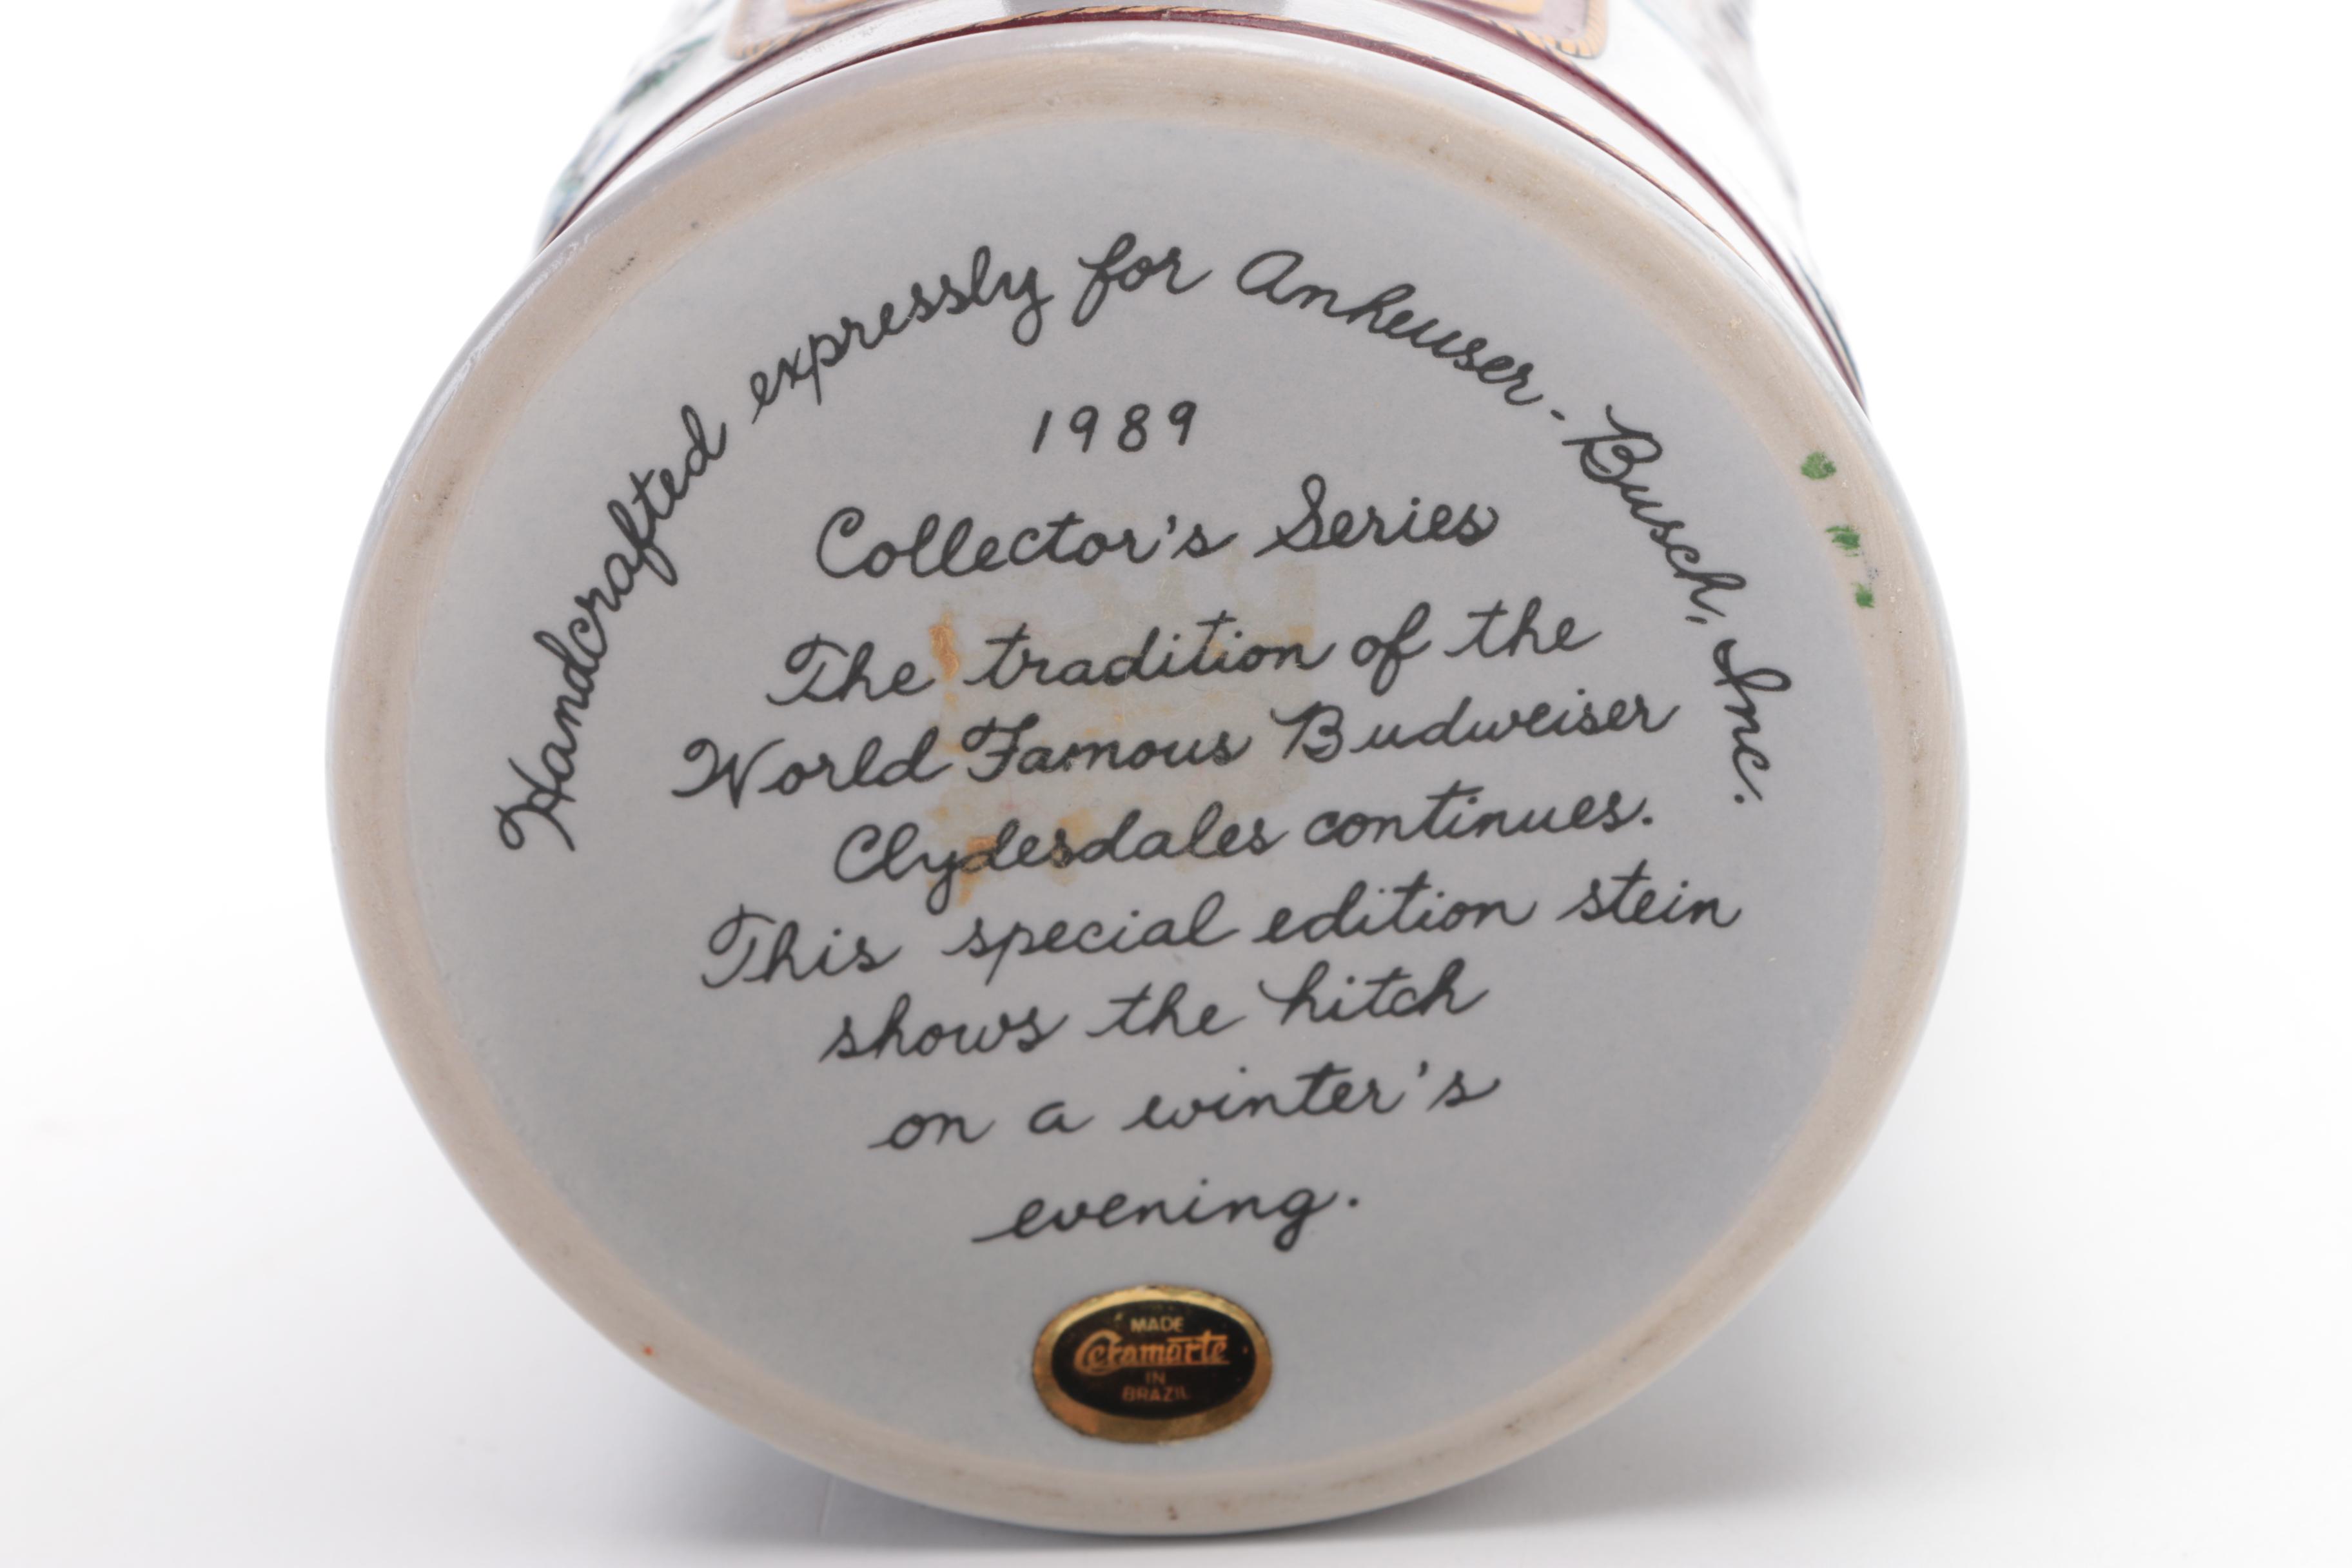 Handcrafted expressly for Anheuser-Busch, Inc.
1989
Collector's Series
The tradition of the
World Famous Budweiser
Clydesdales continues.
This special edition stein
shows the hitch
on a winter's
evening.
MADE
Ceramarte
IN
BRAZIL